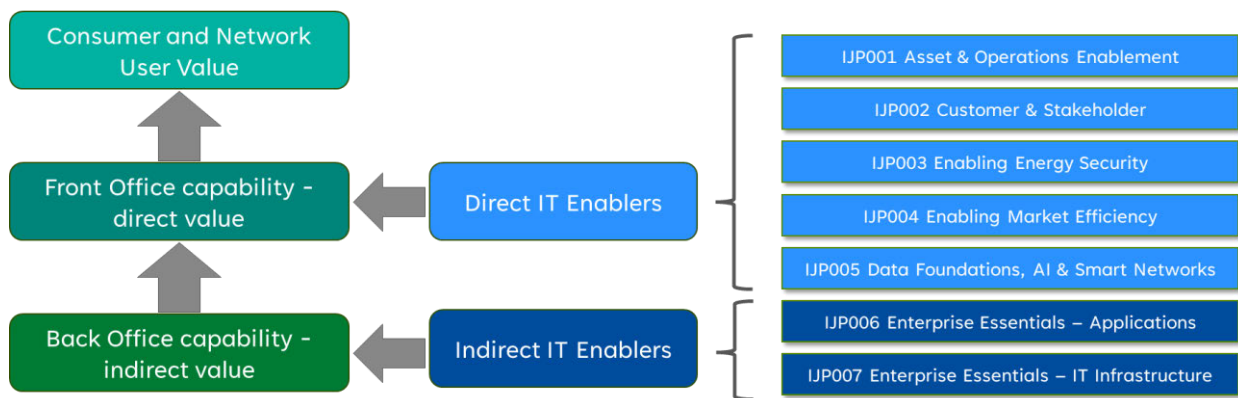 Consumer and Network
User Value
Front Office capability -
direct value
Back Office capability -
indirect value
Direct IT Enablers
Indirect IT Enablers
IJP001 Asset & Operations Enablement
IJP002 Customer & Stakeholder
IJP003 Enabling Energy Security
IJP004 Enabling Market Efficiency
IJP005 Data Foundations, AI & Smart Networks
IJP006 Enterprise Essentials – Applications
IJP007 Enterprise Essentials – IT Infrastructure